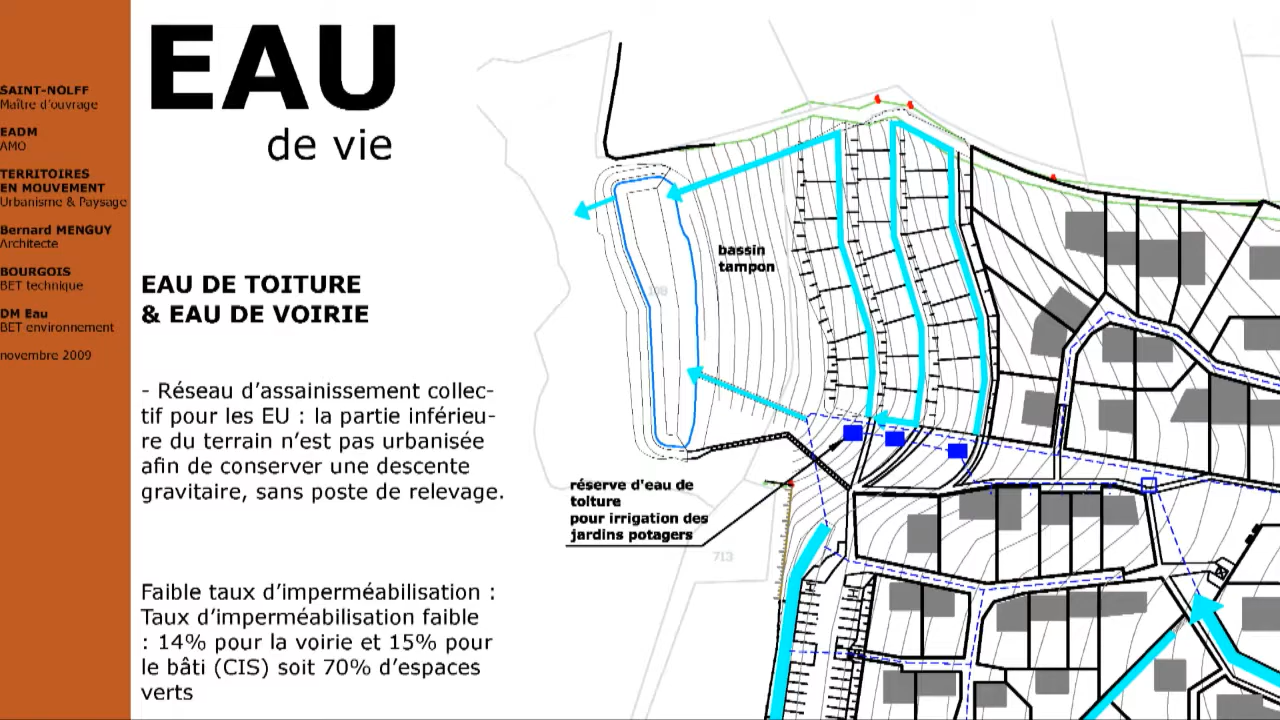 SAINT-NOLFF
Maître d'ouvrage
EADM
AMO
TERRITOIRES
EN MOUVEMENT
Urbanisme & Paysage
Bernard MENGUY
Architecte
BOURGOIS
BET technique
DM Eau
BET environnement
novembre 2009
EAU
de vie
EAU DE TOITURE
& EAU DE VOIRIE
- Réseau d'assainissement collec-
tif pour les EU : la partie inférieu-
re du terrain n'est pas urbanisée
afin de conserver une descente
gravitaire, sans poste de relevage.
Faible taux d'imperméabilisation :
Taux d'imperméabilisation faible
: 14% pour la voirie et 15% pour
le bâti (CIS) soit 70% d'espaces
verts
bassin
tampon
réserve d'eau de
toiture
pour irrigation des
jardins potagers
713